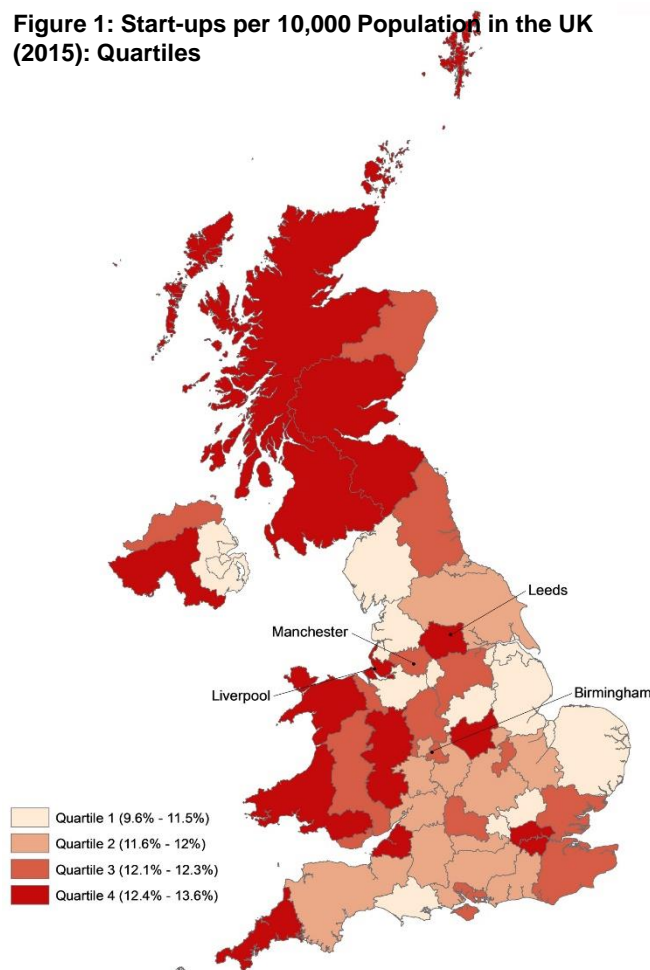 Figure 1: Start-ups per 10,000 Population in the UK
(2015): Quartiles
Leeds
Manchester
Liverpool
Birmingham
Quartile 1 (9.6% - 11.5%)
Quartile 2 (11.6% - 12%)
Quartile 3 (12.1% - 12.3%)
Quartile 4 (12.4% - 13.6%)